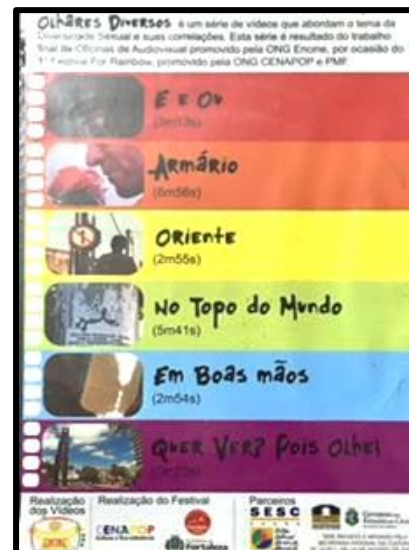 OLHARES DIVERSOS é um série de vídeos que abordam o tema da
Diversidade Sexual e suas correlações. Esta série é resultado do trabalho
final de Oficinas de Audiovisual promovido pela ONG Encine, por ocasião do
1º Festival For Rainbow, promovido pela ONG CENAPOP e PMF.
E E OU
(3m13s)
ARMÁRIO
(6m56s)
ORIENTE
(2m55s)
NO TOPO DO MUNDO
(5m41s)
EM BOAS MÃOS
(2m54s)
QUER VER? POIS OLHE!
Realização
dos Vídeos
Realização do Festival
Parceiros
CENAPOP
Fortaleza
SESC